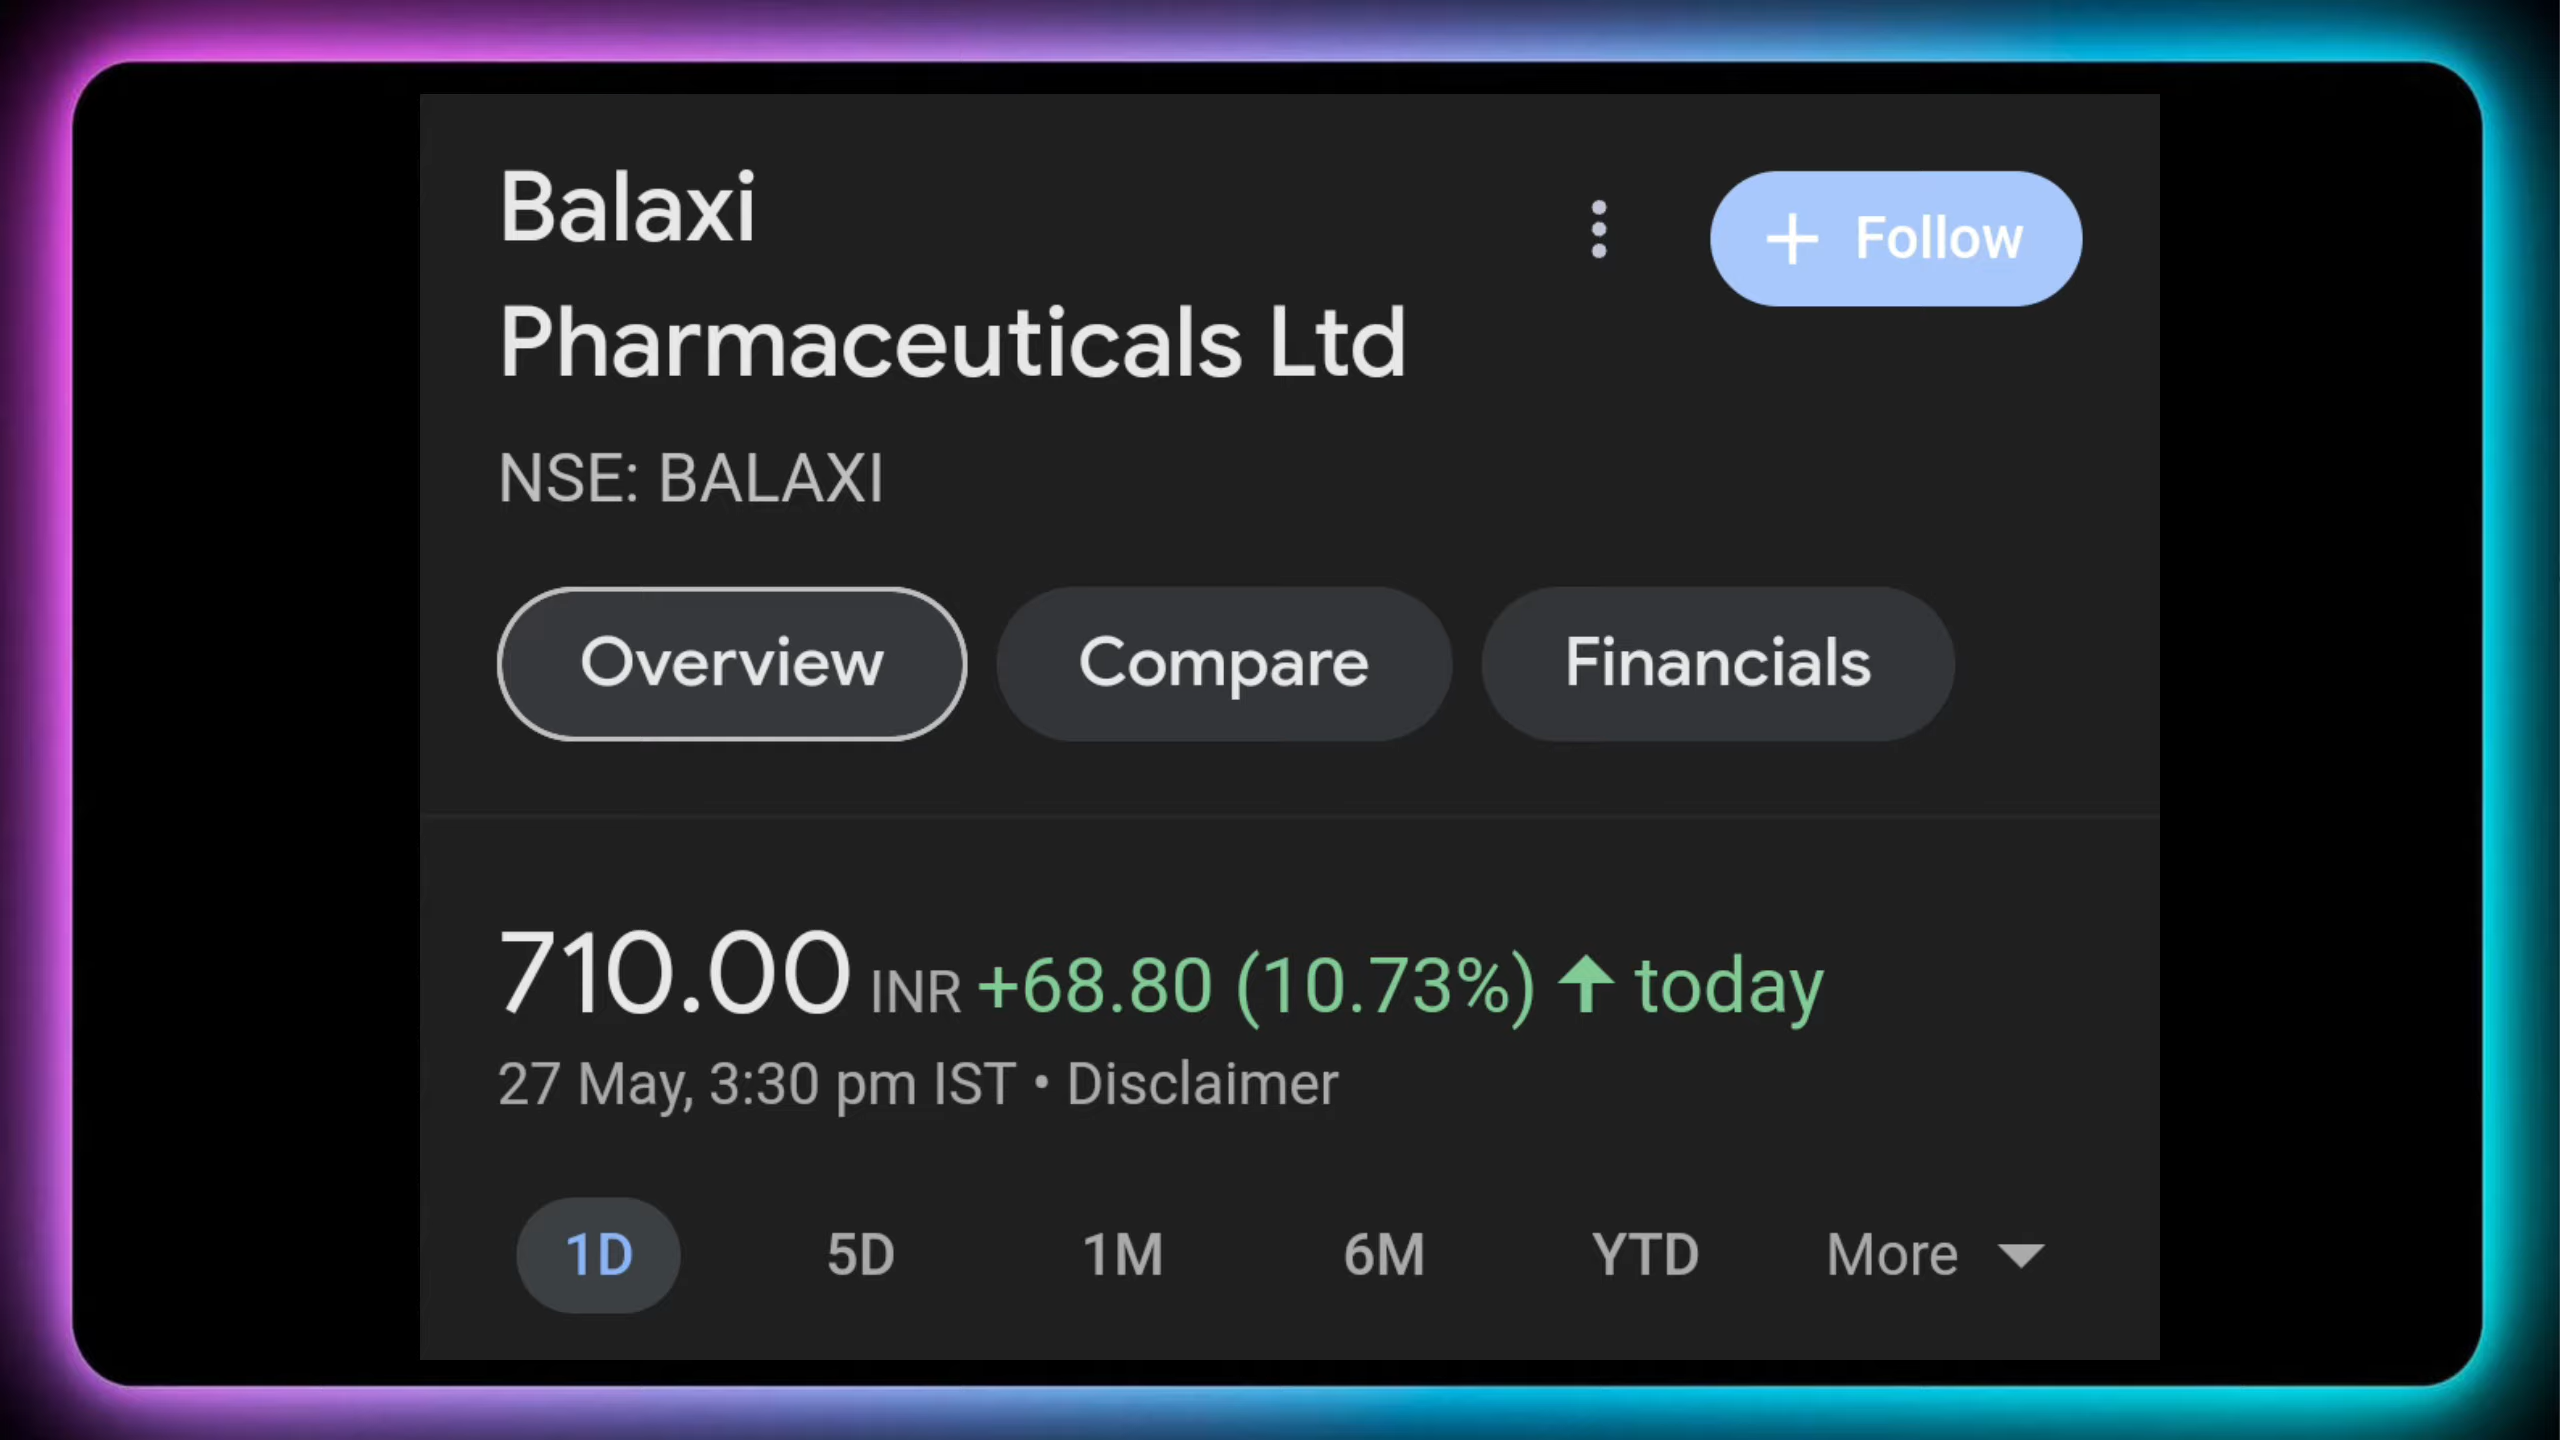 Balaxi
Pharmaceuticals Ltd
+ Follow
NSE: BALAXI
Overview Compare Financials
710.00 INR +68.80 (10.73%) ↑ today
27 May, 3:30 pm IST • Disclaimer
1D 5D 1M 6M YTD More